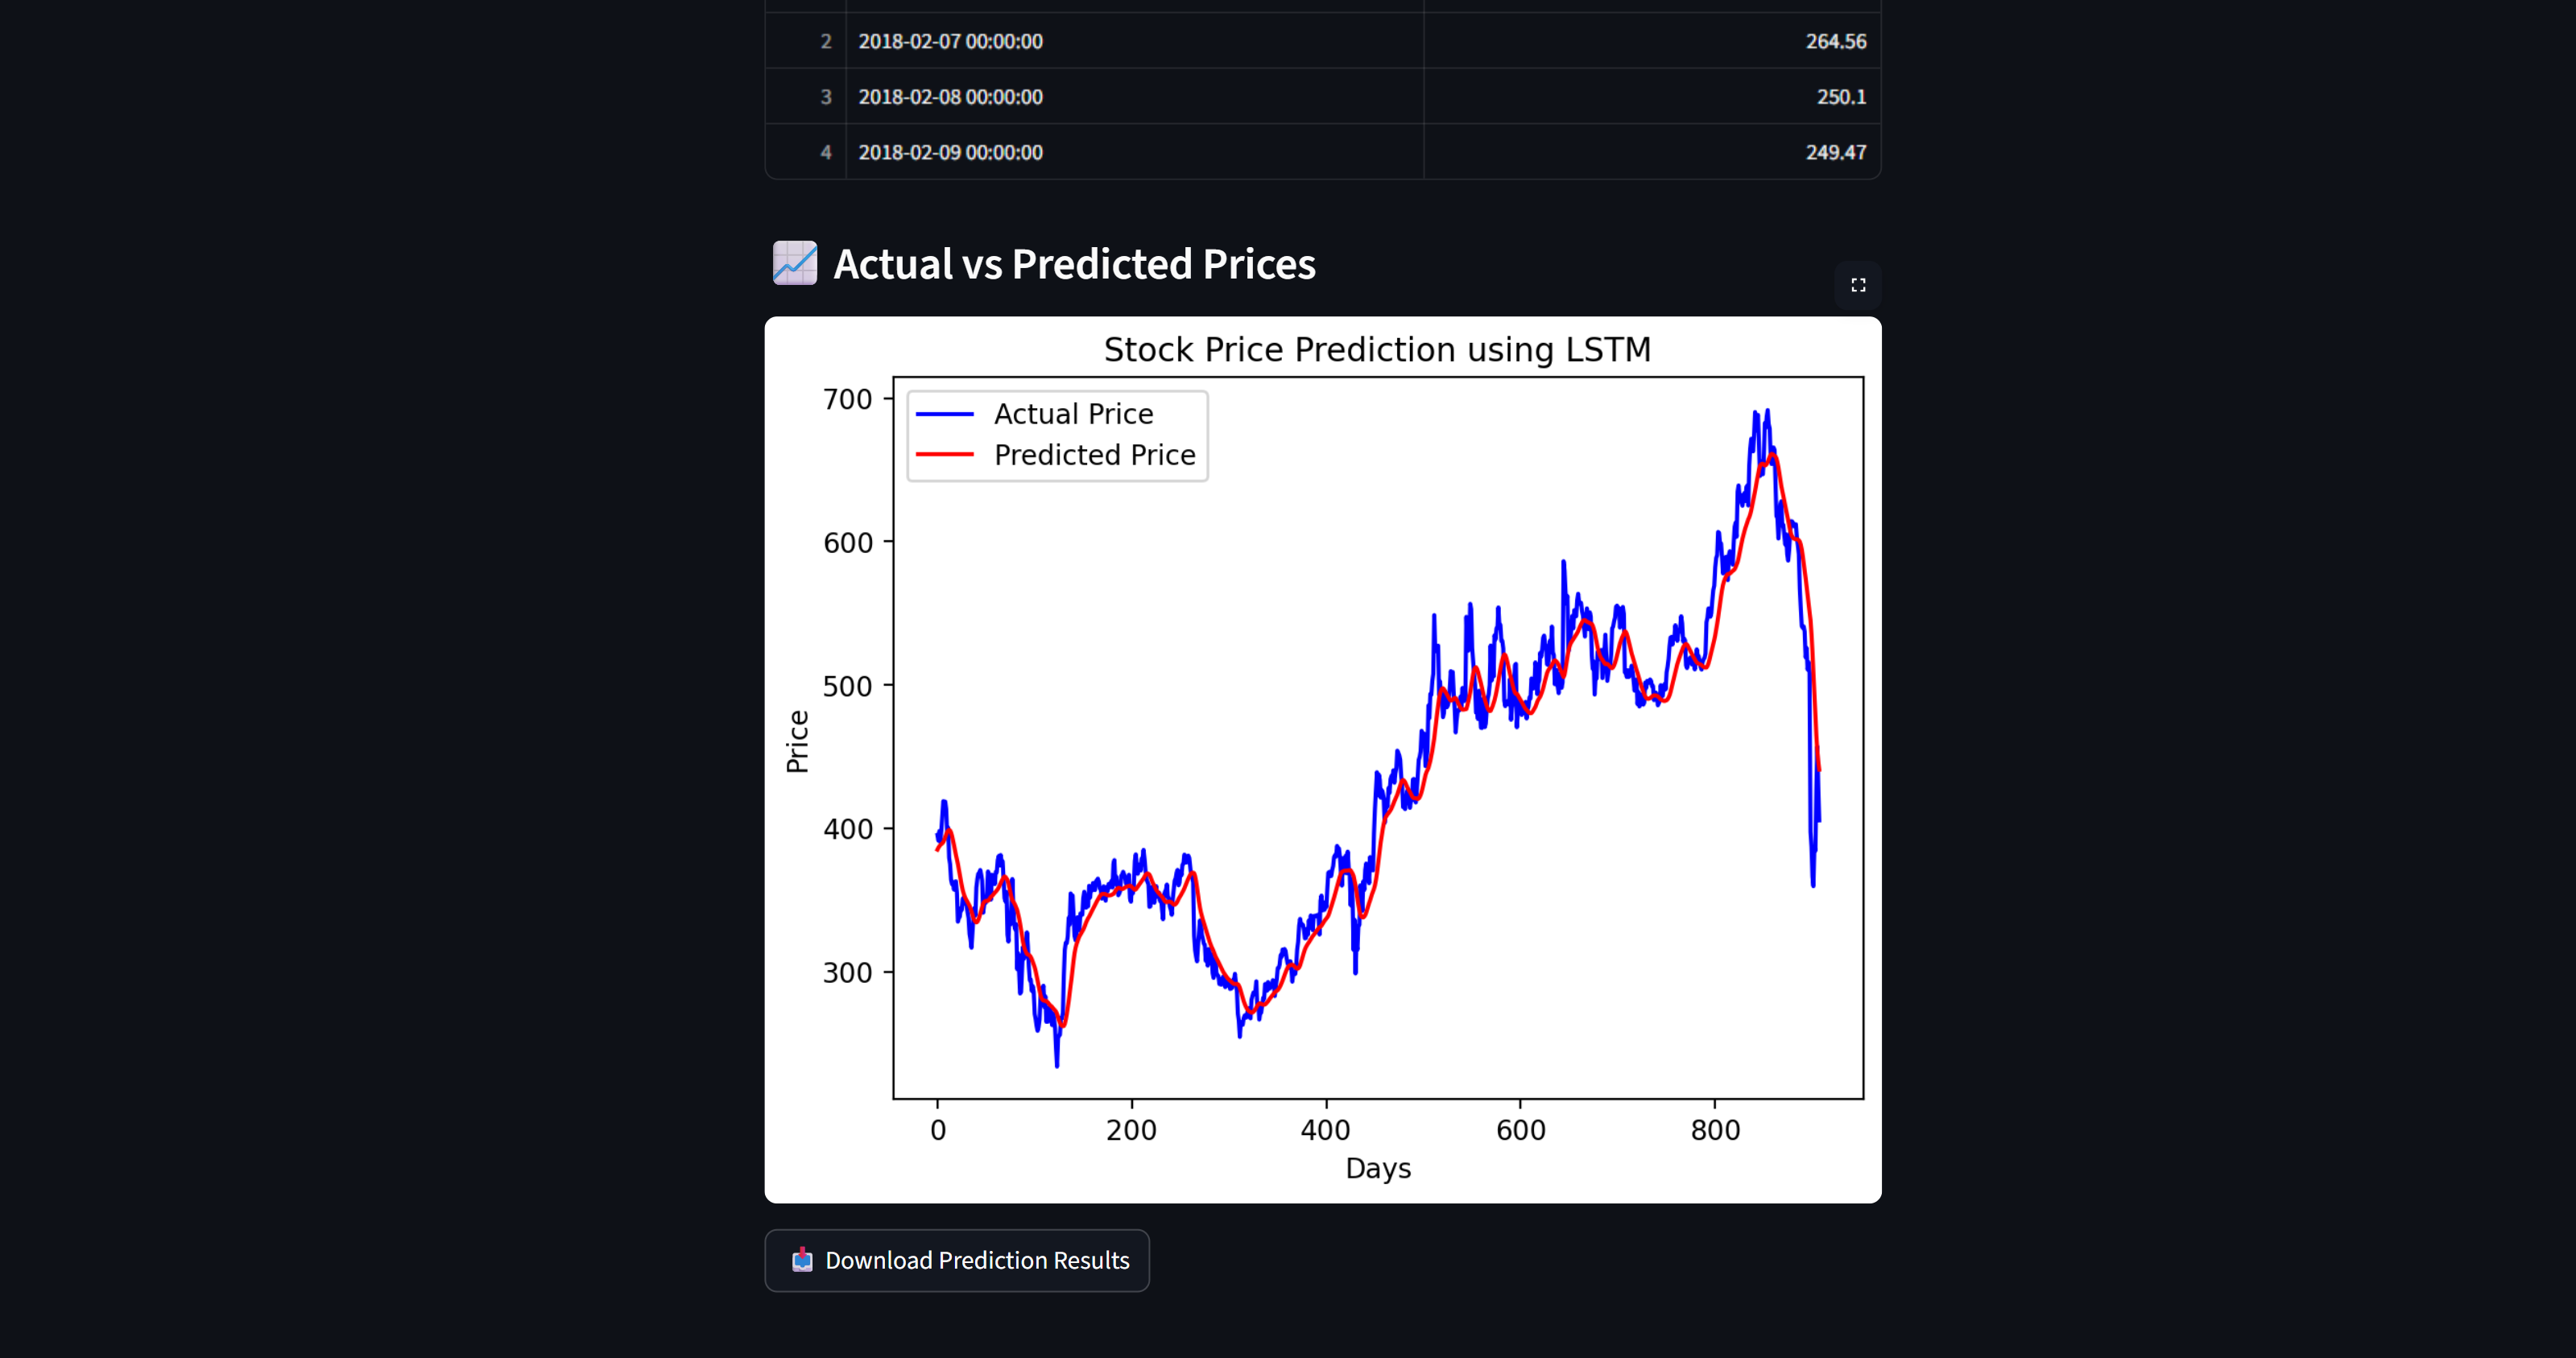 2 2018-02-07 00:00:00 264.56
3 2018-02-08 00:00:00 250.1
4 2018-02-09 00:00:00 249.47
Actual vs Predicted Prices
Stock Price Prediction using LSTM
Actual Price
Predicted Price
700
600
500
400
300
Price
0 200 400 600 800
Days
Download Prediction Results